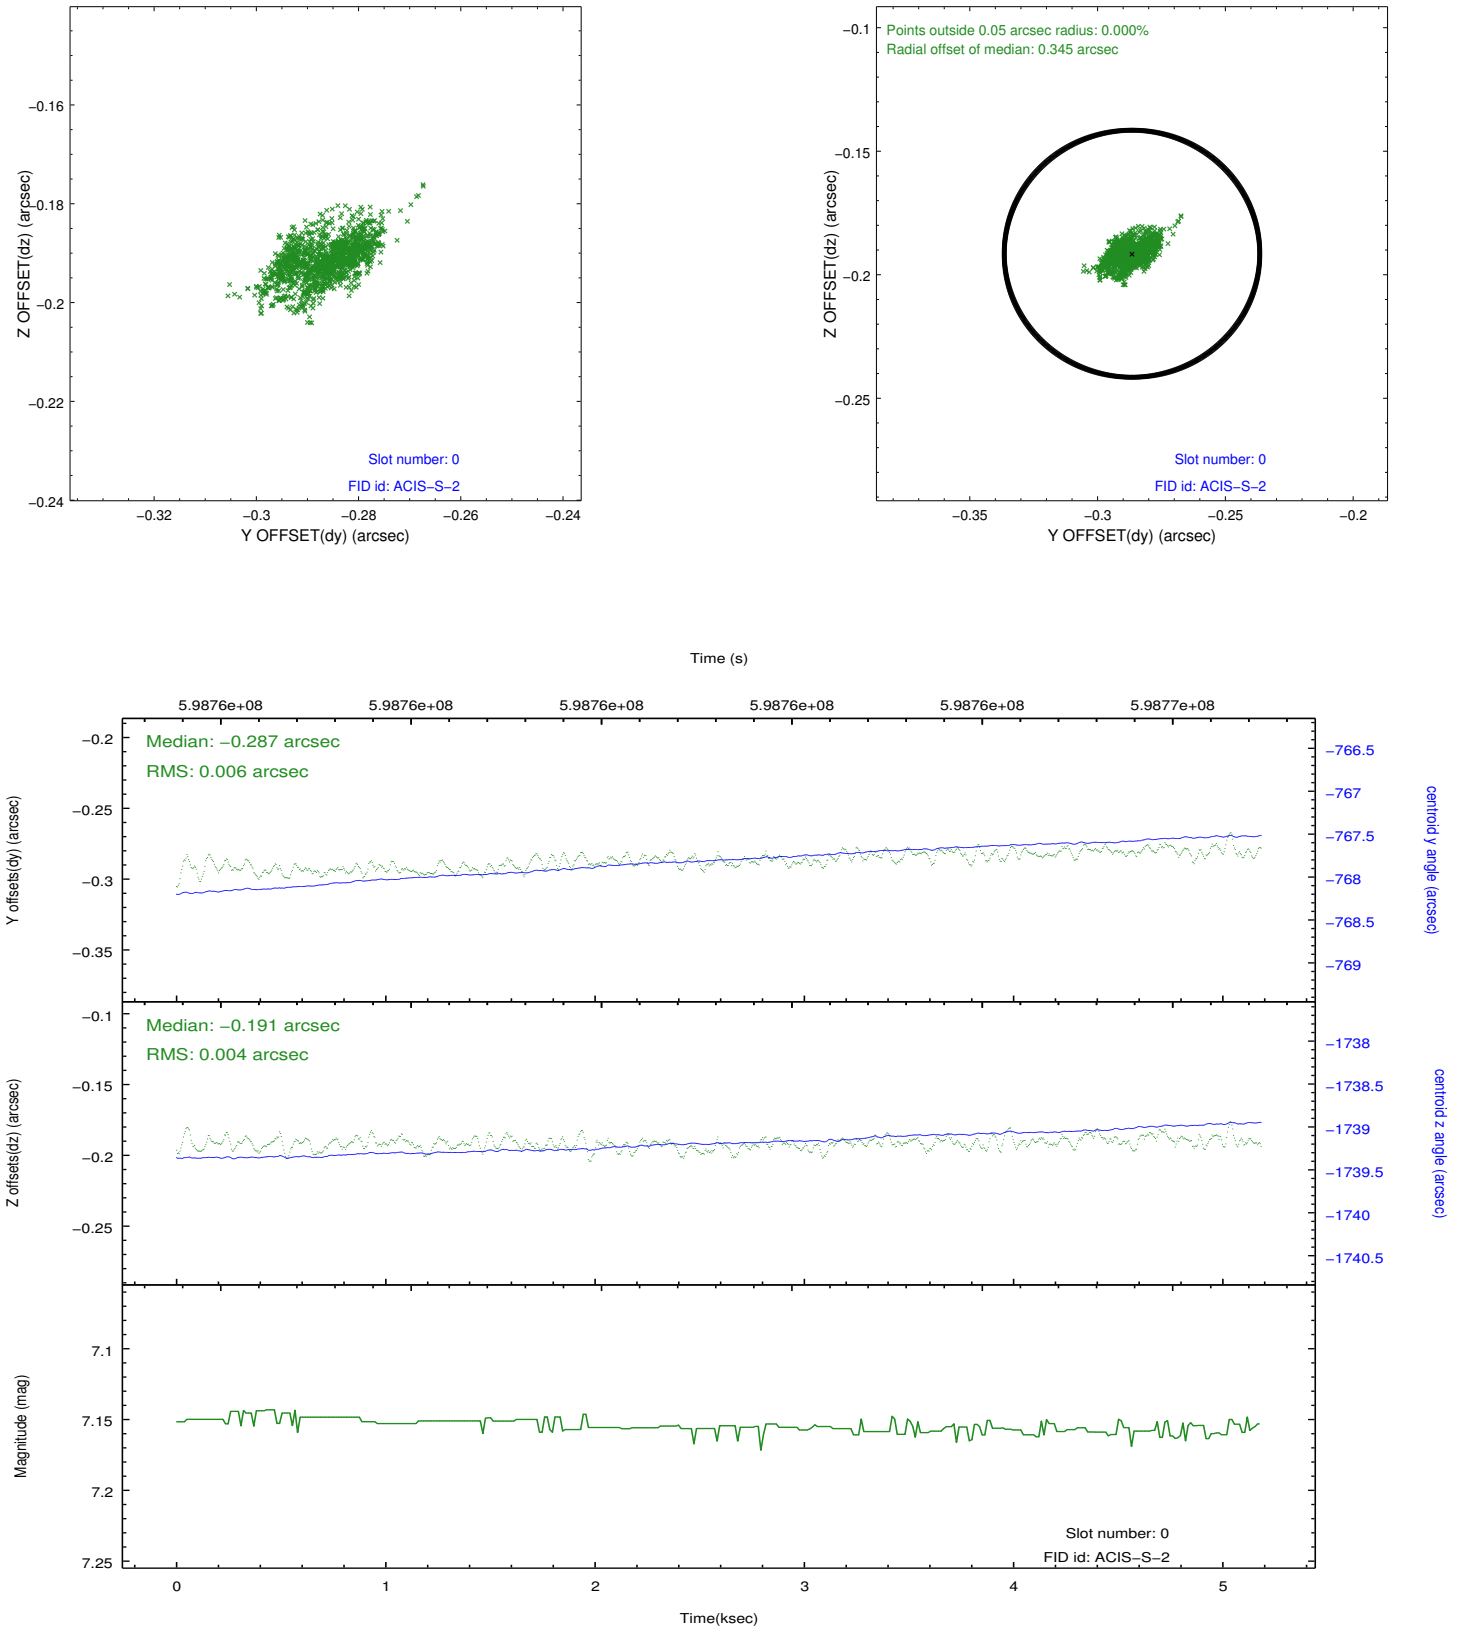 −0.16
−0.18
−0.2
−0.22
−0.24
Z OFFSET(dz) (arcsec)
Slot number: 0
FID id: ACIS−S−2
−0.32
−0.3
−0.28
−0.26
−0.24
Y OFFSET(dy) (arcsec)
Points outside 0.05 arcsec radius: 0.000%
Radial offset of median: 0.345 arcsec
−0.1
−0.15
−0.2
−0.25
Z OFFSET(dz) (arcsec)
Slot number: 0
FID id: ACIS−S−2
−0.35
−0.3
−0.25
−0.2
Y OFFSET(dy) (arcsec)
Time (s)
5.9876e+08
5.9876e+08
5.9876e+08
5.9876e+08
5.9876e+08
5.9877e+08
Median: −0.287 arcsec
RMS: 0.006 arcsec
−0.2
−0.25
−0.3
−0.35
Y offsets(dy) (arcsec)
−766.5
−767
−767.5
−768
−768.5
−769
centroid y angle (arcsec)
Median: −0.191 arcsec
RMS: 0.004 arcsec
−0.1
−0.15
−0.2
−0.25
Z offsets(dz) (arcsec)
−1738
−1738.5
−1739
−1739.5
−1740
−1740.5
centroid z angle (arcsec)
7.1
7.15
7.2
7.25
Magnitude (mag)
Slot number: 0
FID id: ACIS−S−2
0
1
2
3
4
5
Time(ksec)